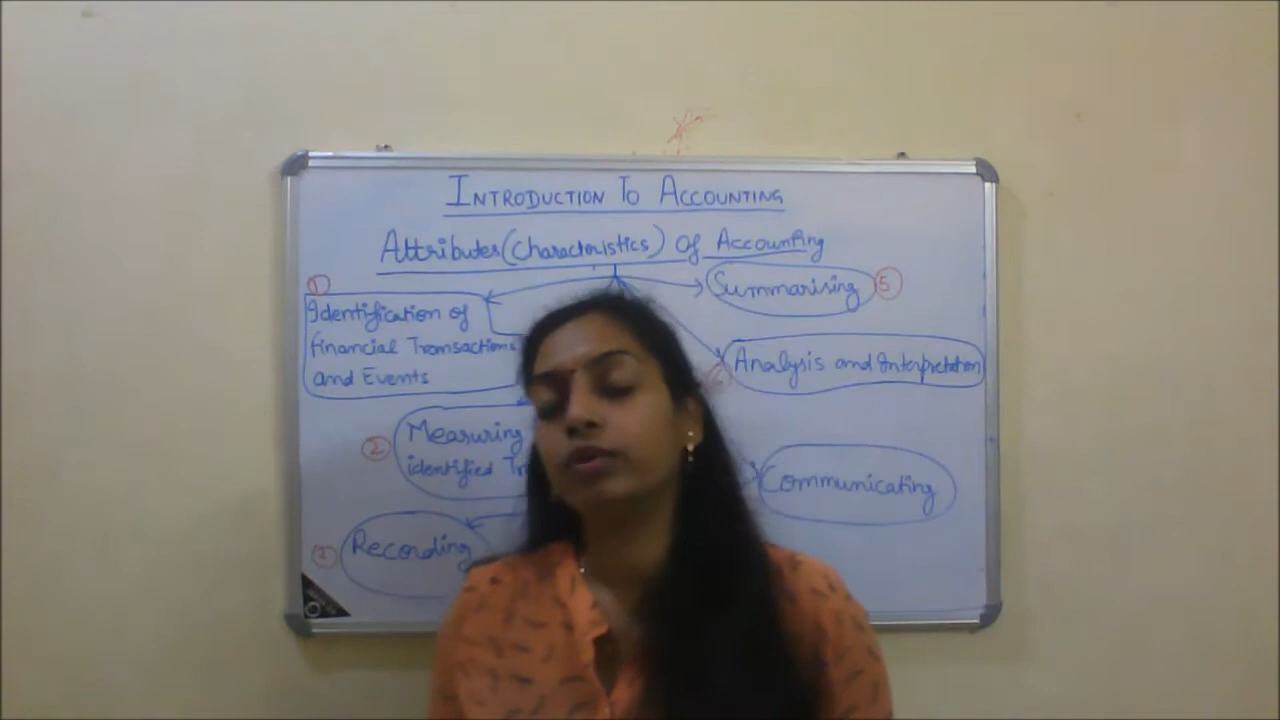 INTRODUCTION TO ACCOUNTING
Attributes (Characteristics) Of Accounting
1
Identification of
Financial Transactions
and Events
2
Measuring
identified
3
Recording
Summarising
5
Analysis and Interpretation
Communicating